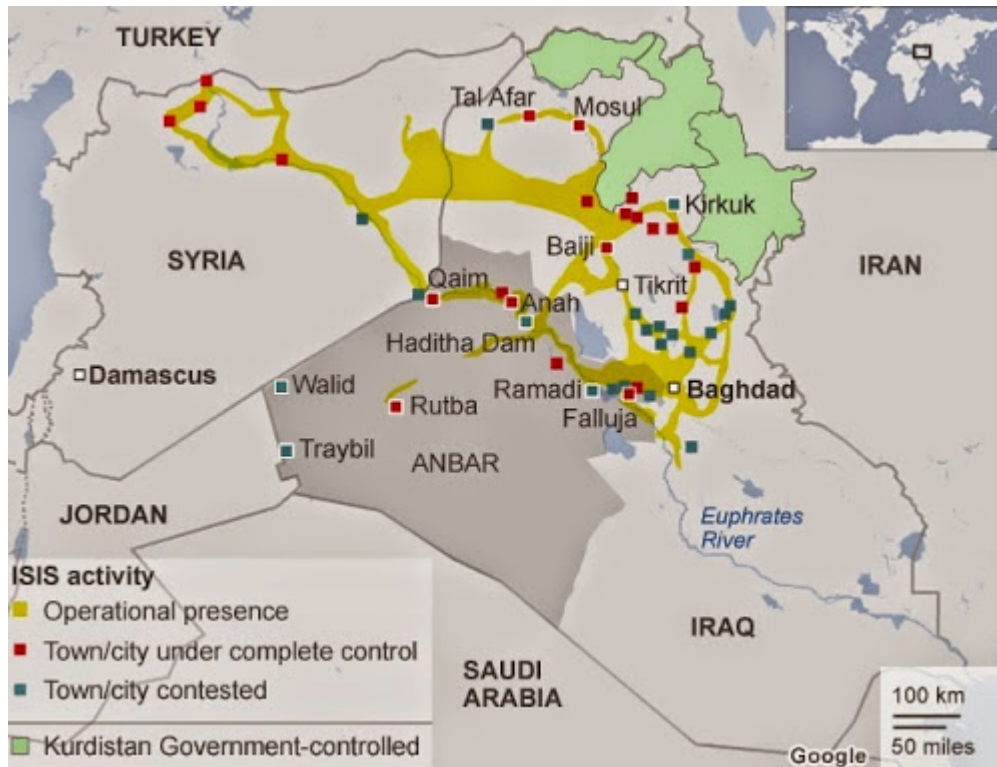 TURKEY
Tal Afar
Mosul
Kirkuk
Baiji
SYRIA
IRAN
Qaim
Tikrit
Anah
Haditha Dam
Damascus
Walid
Ramadi
Baghdad
Rutba
Falluja
Traybil
ANBAR
JORDAN
Euphrates
River
ISIS activity
Operational presence
Town/city under complete control
Town/city contested
Kurdistan Government-controlled
IRAQ
SAUDI
ARABIA
100 km
50 miles
Google